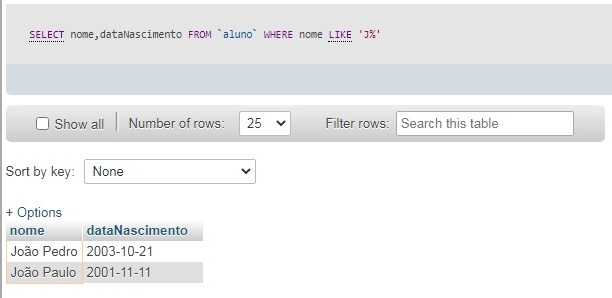 SELECT nome,dataNascimento FROM `aluno` WHERE nome LIKE 'J%'
Show all Number of rows: 25 Filter rows: Search this table
Sort by key: None
+ Options
nome dataNascimento
João Pedro 2003-10-21
João Paulo 2001-11-11